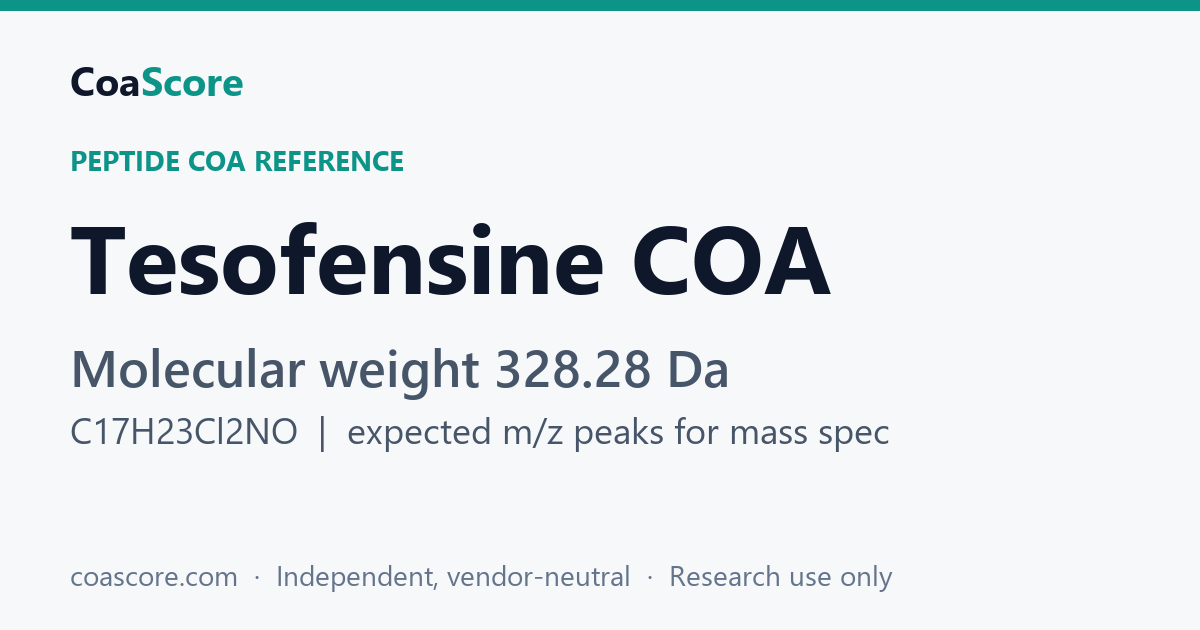 CoaScore
PEPTIDE COA REFERENCE
Tesofensine COA
Molecular weight 328.28 Da
C17H23Cl2NO | expected m/z peaks for mass spec
coascore.com · Independent, vendor-neutral · Research use only